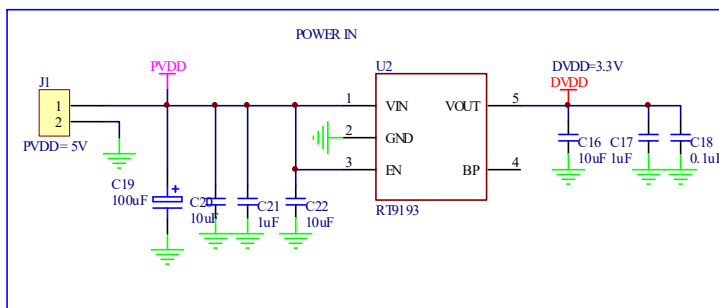 POWER IN
J1
1
2
PVDD= 5V
PVDD
C19
100uF
+
C20
10uF
C21
1uF
C22
10uF
U2
1
VIN
2
GND
3
EN
VOUT
5
BP
4
RT9193
DVDD=3.3V
DVDD
C16
10uF
C17
1uF
C18
0.1uF